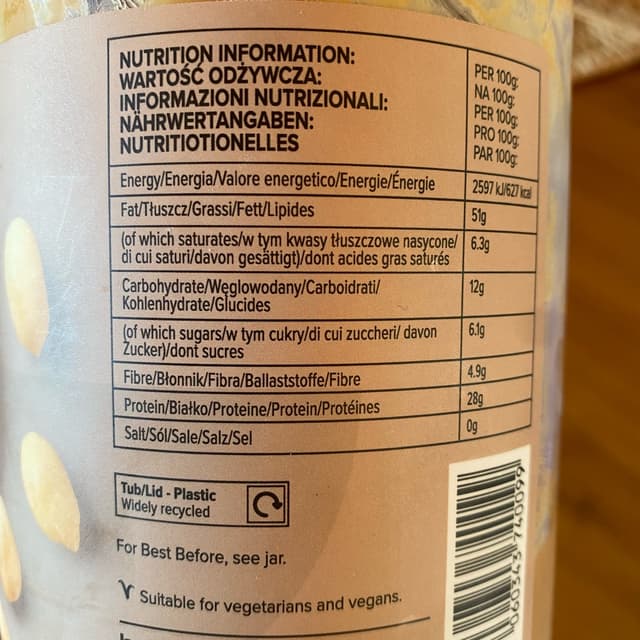 NUTRITION INFORMATION: PER 100g:
WARTOŚĆ ODŻYWCZA: NA 100g:
INFORMAZIONI NUTRIZIONALI: PER 100g:
NÄHRWERTANGABEN: PRO 100g:
NUTRITIOTIONELLES PAR 100g:
Energy/Energia/Valore energetico/Energie/Énergie 2597 kJ/627 kcal
Fat/Tłuszcz/Grassi/Fett/Lipides 51g
(of which saturates/w tym kwasy tłuszczowe nasycone/ 6.3g
di cui saturi/davon gesättigt)/dont acides gras saturés
Carbohydrate/Węglowodany/Carboidrati/ 12g
Kohlenhydrate/Glucides
(of which sugars/w tym cukry/di cui zuccheri/ davon 6.1g
Zucker)/dont sucres
Fibre/Błonnik/Fibra/Ballaststoffe/Fibre 4.9g
Protein/Białko/Proteine/Protein/Protéines 28g
Salt/Sól/Sale/Salz/Sel 0g
Tub/Lid - Plastic
Widely recycled
For Best Before, see jar.
Suitable for vegetarians and vegans.
060343 740099